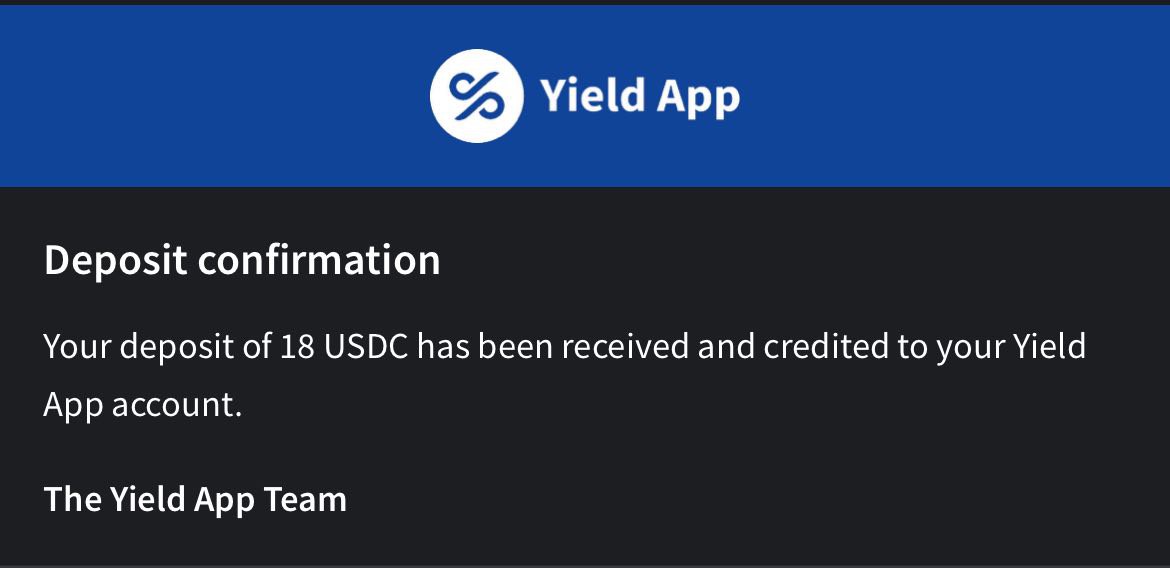 Yield App
Deposit confirmation
Your deposit of 18 USDC has been received and credited to your Yield
App account.
The Yield App Team